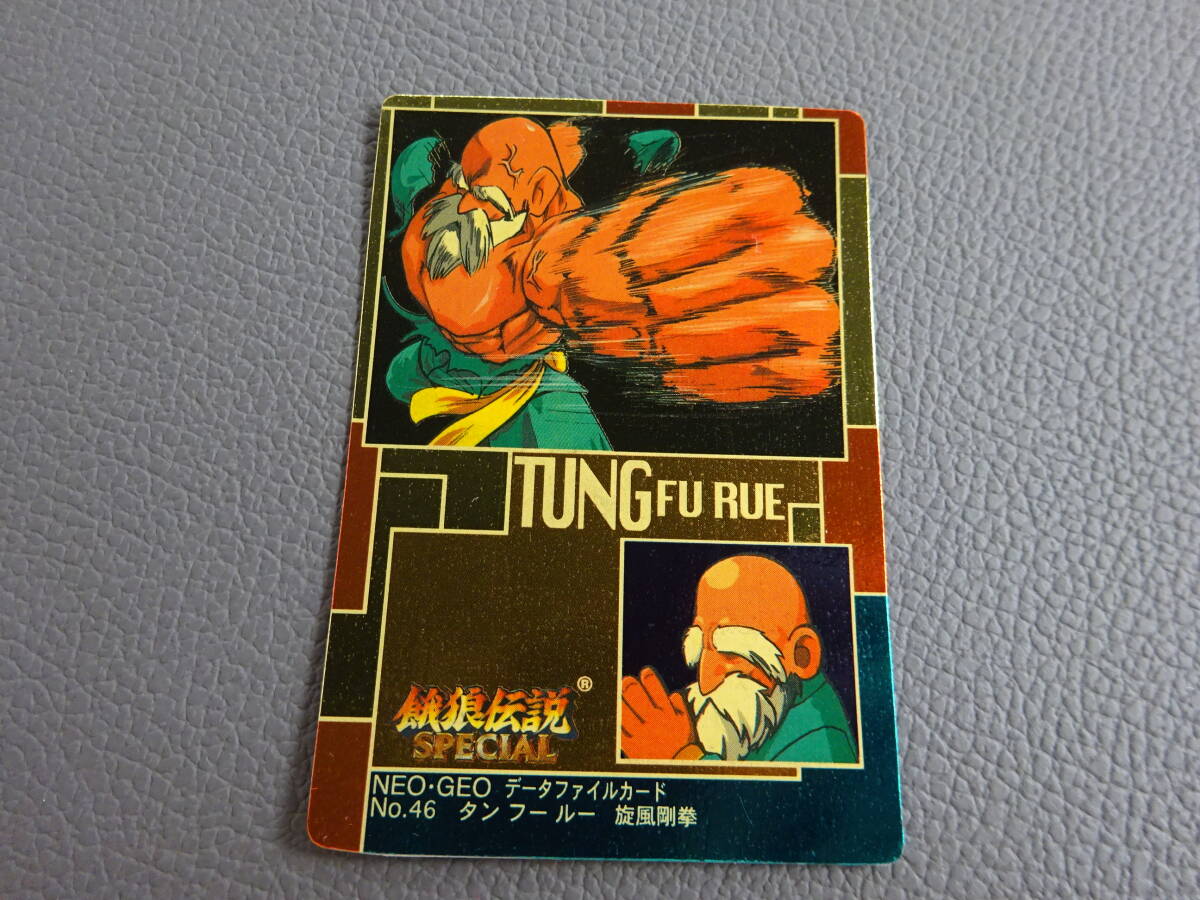 TUNG FU RUE
餓狼伝説®
SPECIAL
NEO·GEO データファイルカード
No.46 タン フー ルー 旋風剛拳